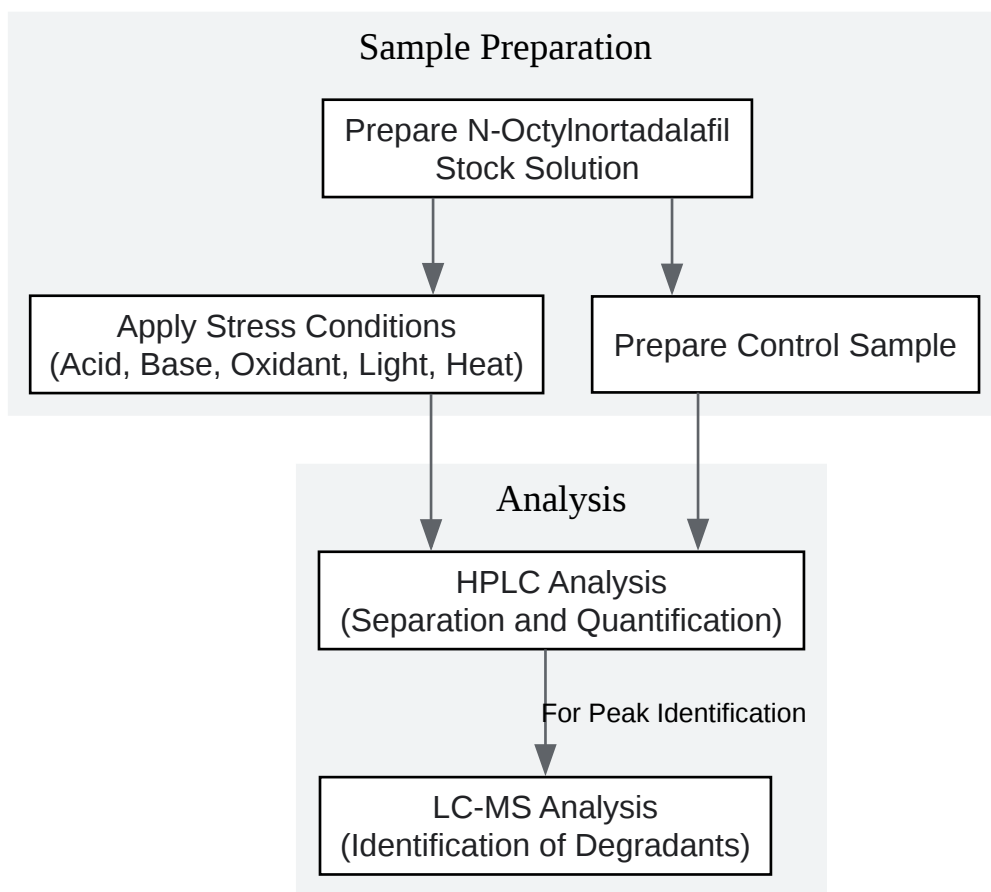 Sample Preparation
Prepare N-Octylnortadalafil
Stock Solution
Apply Stress Conditions
(Acid, Base, Oxidant, Light, Heat)
Prepare Control Sample
Analysis
HPLC Analysis
(Separation and Quantification)
For Peak Identification
LC-MS Analysis
(Identification of Degradants)